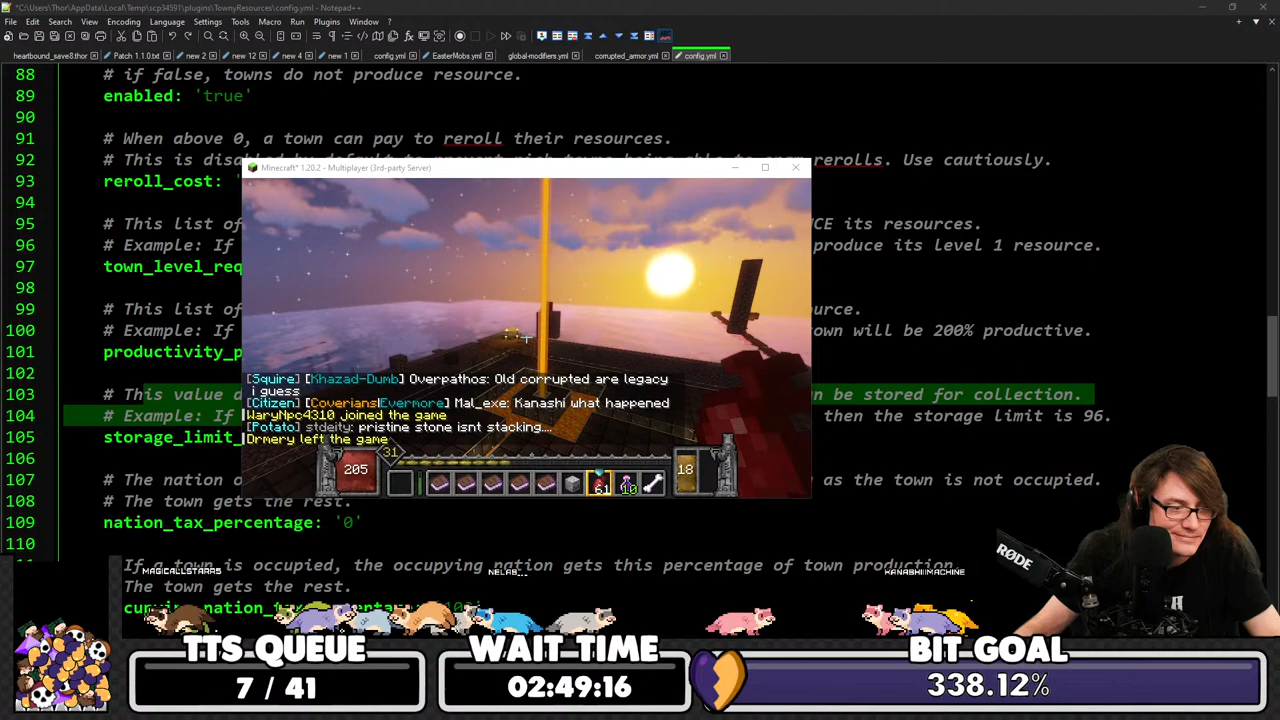 *C:\Users\Thor\AppData\Local\Temp\scp34591\plugins\TownyResources\config.yml - Notepad++
File Edit Search View Encoding Language Settings Tools Macro Run Plugins Window ?
heartbound_save8.thor Patch 1.1.0.txt new 2 new 12 new 4 new 1 config.yml EasterMobs.yml global-modifiers.yml corrupted_armor.yml config.yml
88 # if false, towns do not produce resource.
89 enabled: 'true'
90
91 # When above 0, a town can pay to reroll their resources.
92 # This is disab rerolls. Use cautiously.
93 reroll_cost: '
94
95 # This list of CE its resources.
96 # Example: If produce its level 1 resource.
97 town_level_req
98
99 # This list of urce.
100 # Example: If town will be 200% productive.
101 productivity_p
102
103 # This value d n be stored for collection.
104 # Example: If then the storage limit is 96.
105 storage_limit_
106
107 # The nation o as the town is not occupied.
108 # The town gets the rest.
109 nation_tax_percentage: '0'
110
If a town is occupied, the occupying nation gets this percentage of town production.
The town gets the rest.
Minecraft* 1.20.2 - Multiplayer (3rd-party Server)
[Squire] [Khazad-Dumb] Overpathos: Old corrupted are legacy
i guess
[Citizen] [Coverians|Evermore] Mal_exe: Kanashi what happened
WaryNpc4310 joined the game
[Potato] stdeity: pristine stone isnt stacking....
Drmery left the game
31
205
18
61
10
RØDE
MAGICALLSTARR5
NELAS...
KANASHIIMACHINE
TTS QUEUE
7 / 41
WAIT TIME
02:49:16
BIT GOAL
338.12%